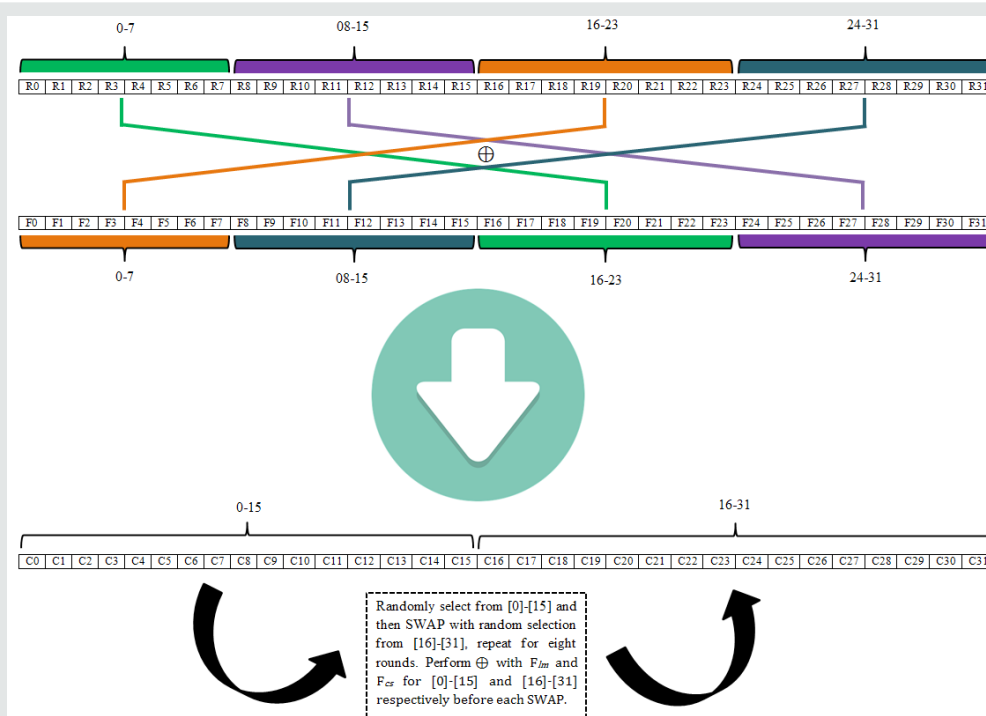 0-7 08-15 16-23 24-31
R0 R1 R2 R3 R4 R5 R6 R7 R8 R9 R10 R11 R12 R13 R14 R15 R16 R17 R18 R19 R20 R21 R22 R23 R24 R25 R26 R27 R28 R29 R30 R31
⊕
F0 F1 F2 F3 F4 F5 F6 F7 F8 F9 F10 F11 F12 F13 F14 F15 F16 F17 F18 F19 F20 F21 F22 F23 F24 F25 F26 F27 F28 F29 F30 F31
0-7 08-15 16-23 24-31
0-15 16-31
C0 C1 C2 C3 C4 C5 C6 C7 C8 C9 C10 C11 C12 C13 C14 C15 C16 C17 C18 C19 C20 C21 C22 C23 C24 C25 C26 C27 C28 C29 C30 C31
Randomly select from [0]-[15] and
then SWAP with random selection
from [16]-[31], repeat for eight
rounds. Perform ⊕ with Flm and
Fcs for [0]-[15] and [16]-[31]
respectively before each SWAP.